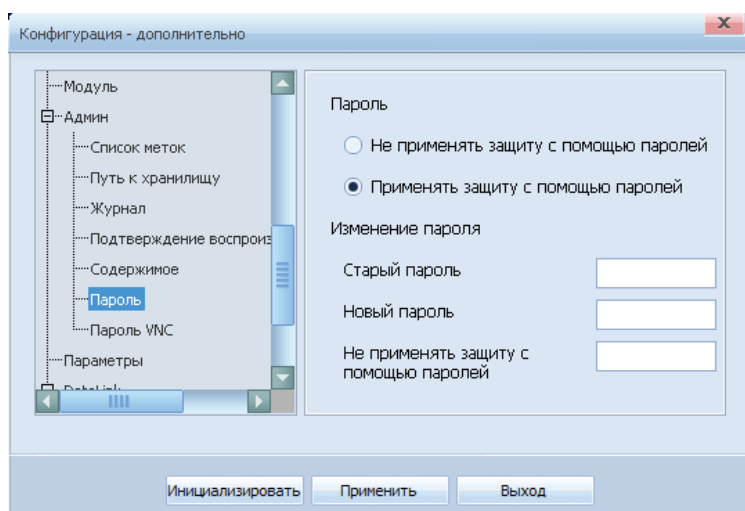 Конфигурация - дополнительно
Модуль
Админ
Список меток
Путь к хранилищу
Журнал
Подтверждение воспроиз
Содержимое
Пароль
Пароль VNC
Параметры
DataLink
Пароль
Не применять защиту с помощью паролей
Применять защиту с помощью паролей
Изменение пароля
Старый пароль
Новый пароль
Не применять защиту с
помощью паролей
Инициализировать
Применить
Выход